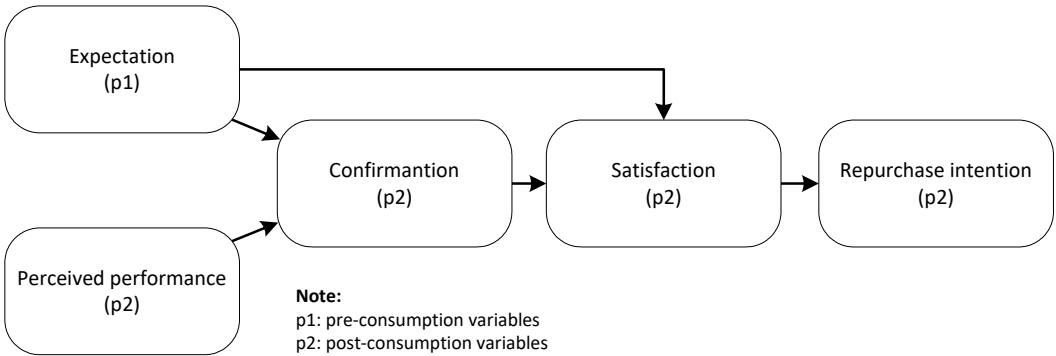 Expectation
(p1)
Confirmantion
(p2)
Satisfaction
(p2)
Repurchase intention
(p2)
Perceived performance
(p2)
Note:
p1: pre-consumption variables
p2: post-consumption variables